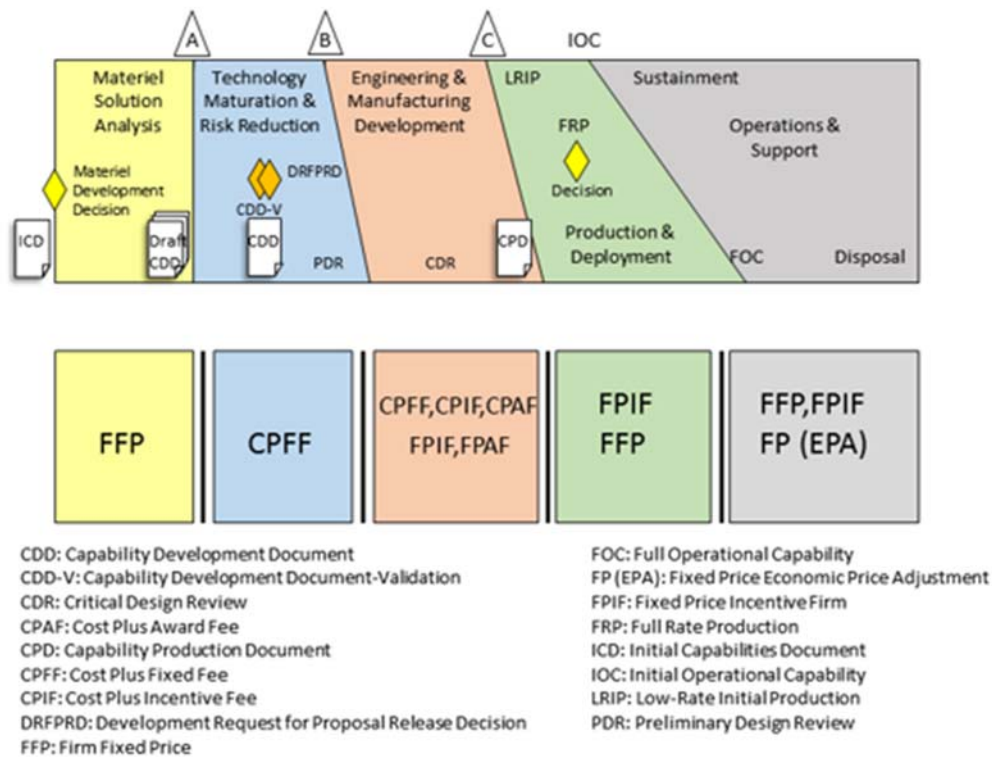 A
B
C
IOC
Materiel
Solution
Analysis
Technology
Maturation &
Risk Reduction
Engineering &
Manufacturing
Development
LRIP
Sustainment
FRP
Decision
Operations &
Support
Materiel
Development
Decision
DRFPRD
CDD-V
ICD
Draft
CDD
CDD
PDR
CDR
CPD
Production &
Deployment
FOC
Disposal
FFP
CPFF
CPFF,CPIF,CPAF
FPIF,FPAF
FPIF
FFP
FFP,FPIF
FP (EPA)
CDD: Capability Development Document
CDD-V: Capability Development Document-Validation
CDR: Critical Design Review
CPAF: Cost Plus Award Fee
CPD: Capability Production Document
CPFF: Cost Plus Fixed Fee
CPIF: Cost Plus Incentive Fee
DRFPRD: Development Request for Proposal Release Decision
FFP: Firm Fixed Price
FOC: Full Operational Capability
FP (EPA): Fixed Price Economic Price Adjustment
FPIF: Fixed Price Incentive Firm
FRP: Full Rate Production
ICD: Initial Capabilities Document
IOC: Initial Operational Capability
LRIP: Low-Rate Initial Production
PDR: Preliminary Design Review